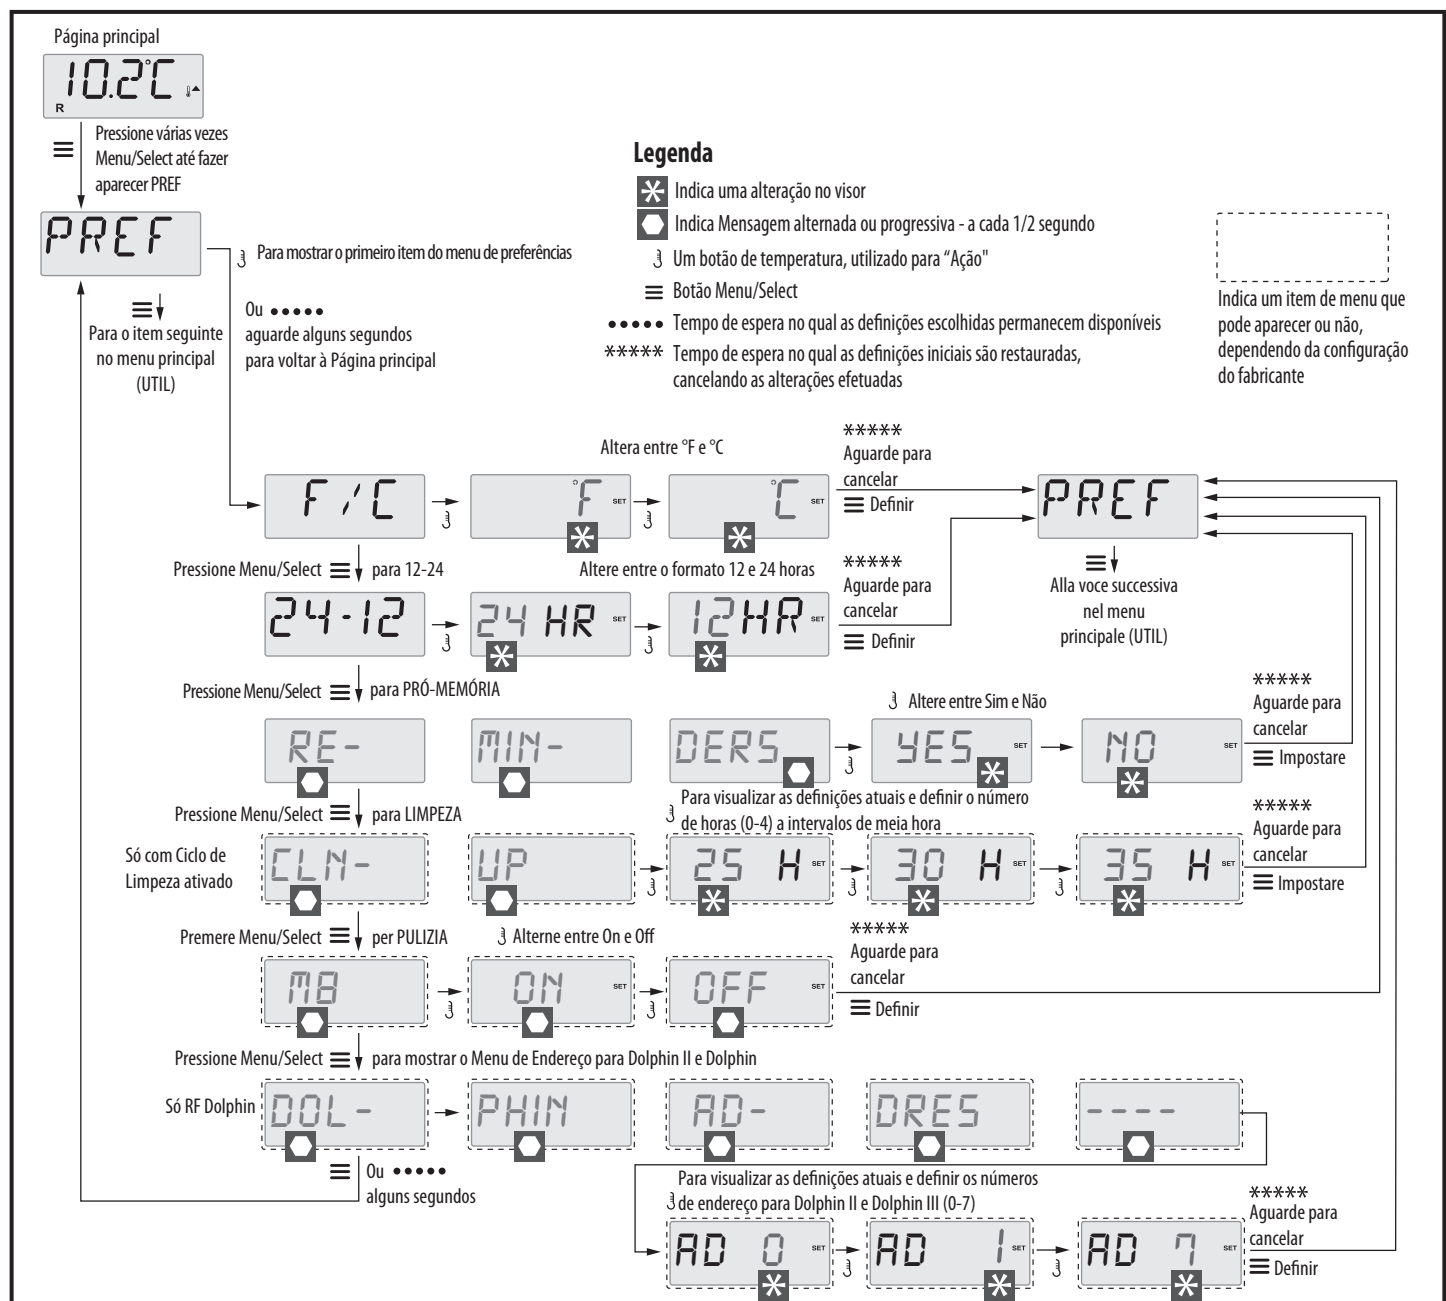 Página principal
10.2°C
R
Pressione várias vezes
Menu/Select até fazer
aparecer PREF
PREF
Para mostrar o primeiro item do menu de preferências
Para o item seguinte
no menu principal
(UTIL)
Ou •••••
aguarde alguns segundos
para voltar à Página principal
Legenda
Indica uma alteração no visor
Indica Mensagem alternada ou progressiva - a cada 1/2 segundo
Um botão de temperatura, utilizado para “Ação"
Botão Menu/Select
••••• Tempo de espera no qual as definições escolhidas permanecem disponíveis
***** Tempo de espera no qual as definições iniciais são restauradas,
cancelando as alterações efetuadas
Indica um item de menu que
pode aparecer ou não,
dependendo da configuração
do fabricante
Altera entre °F e °C
*****
Aguarde para
cancelar
Definir
F/C
°F SET
°C SET
PREF
Alla voce successiva
nel menu
principale (UTIL)
Pressione Menu/Select para 12-24
Altere entre o formato 12 e 24 horas
*****
Aguarde para
cancelar
Definir
24-12
24 HR SET
12HR SET
Pressione Menu/Select para PRÓ-MEMÓRIA
Altere entre Sim e Não
*****
Aguarde para
cancelar
Impostare
RE-
MIN-
DERS
YES SET
NO SET
Pressione Menu/Select para LIMPEZA
Para visualizar as definições atuais e definir o número
de horas (0-4) a intervalos de meia hora
*****
Aguarde para
cancelar
Impostare
Só com Ciclo de
Limpeza ativado
CLN-
UP
25 H SET
30 H SET
35 H SET
Premere Menu/Select per PULIZIA
Alterne entre On e Off
*****
Aguarde para
cancelar
Definir
M8
ON SET
OFF SET
Pressione Menu/Select para mostrar o Menu de Endereço para Dolphin II e Dolphin
Só RF Dolphin
DOL-
PHIN
AD-
DRES
----
Ou •••••
alguns segundos
Para visualizar as definições atuais e definir os números
de endereço para Dolphin II e Dolphin III (0-7)
*****
Aguarde para
cancelar
Definir
AD 0 SET
AD 1 SET
AD 7 SET